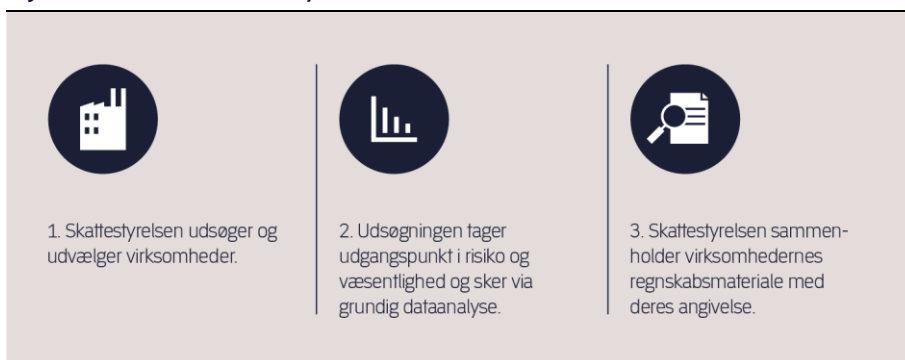 1. Skattestyrelsen udsøger og
udvælger virksomheder.
2. Udsøgningen tager
udgangspunkt i risiko og
væsentlighed og sker via
grundig dataanalyse.
3. Skattestyrelsen sammen-
holder virksomhedernes
regnskabsmateriale med
deres angivelse.